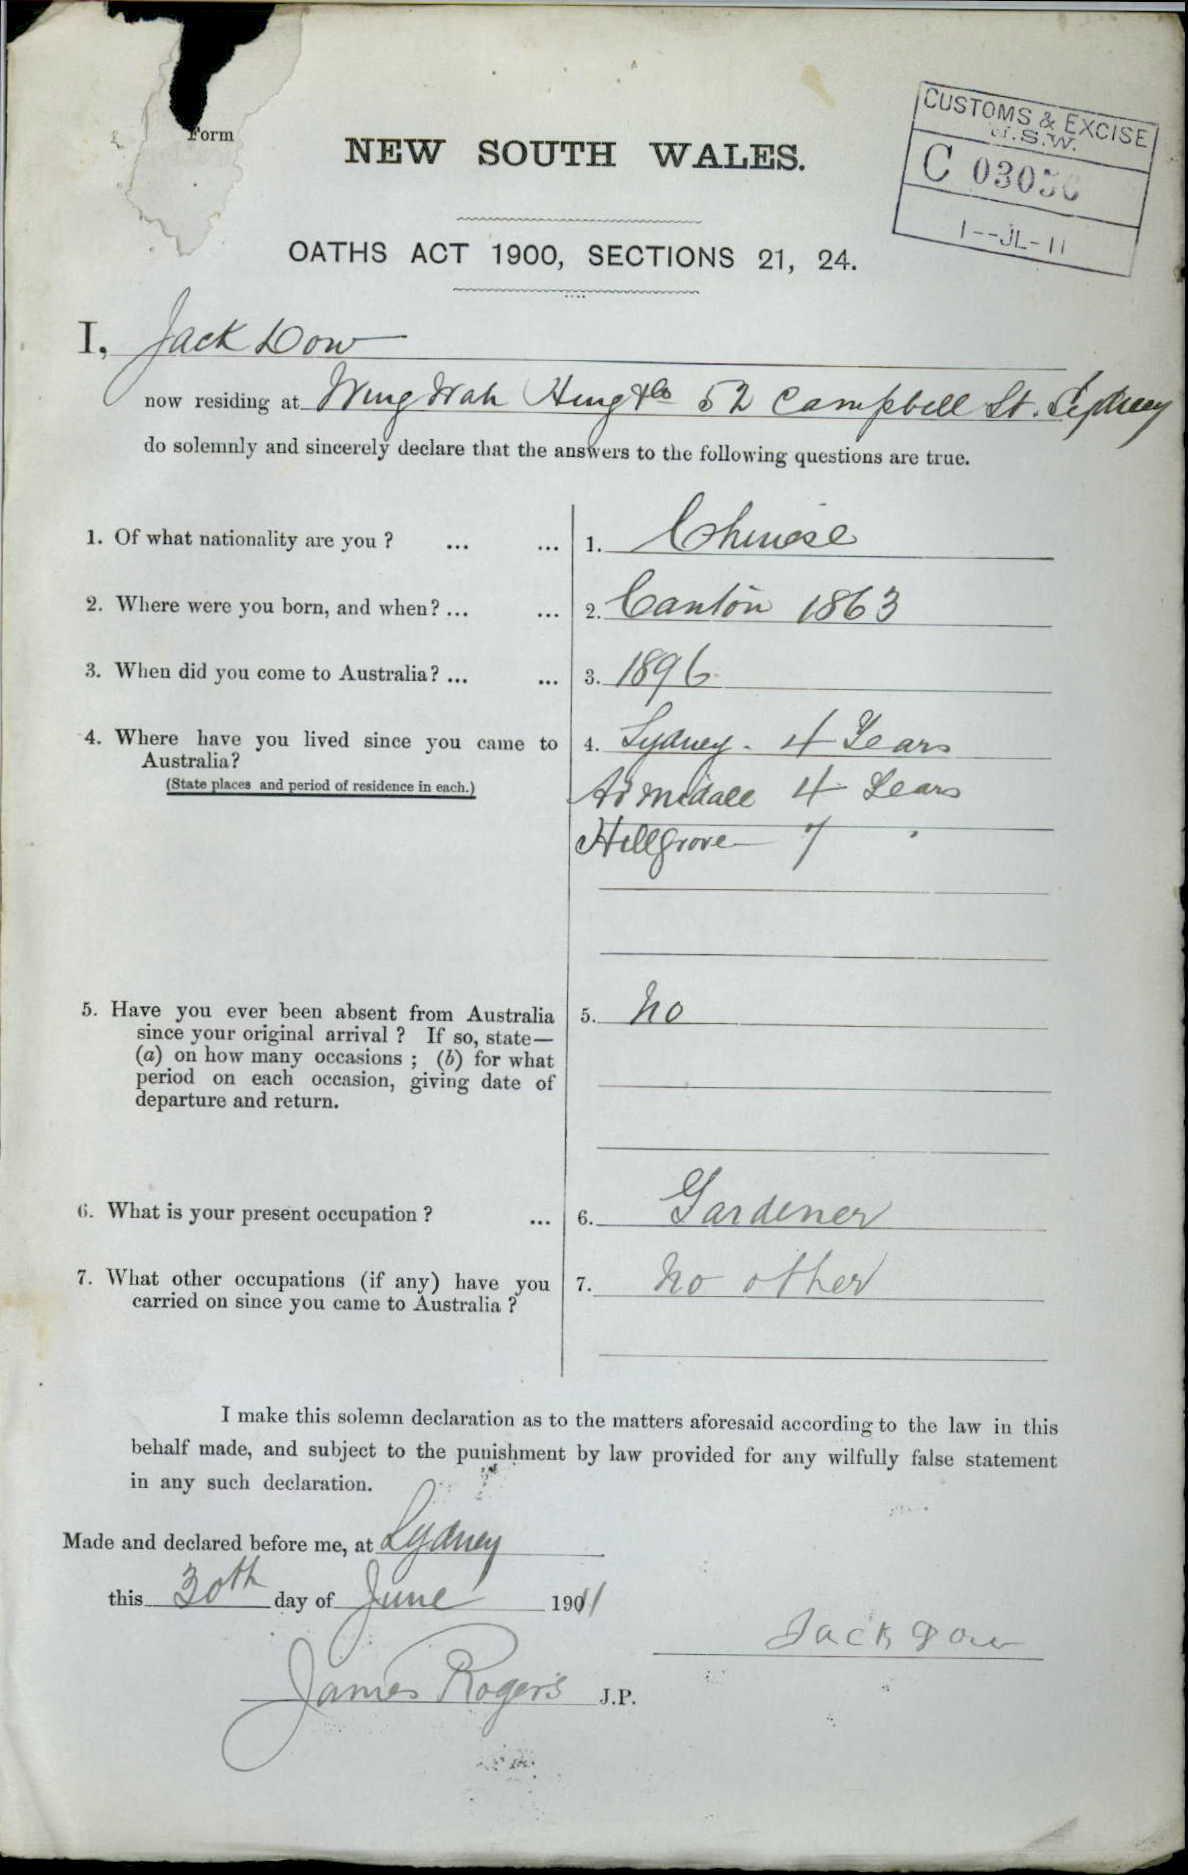 Form
NEW SOUTH WALES.
CUSTOMS & EXCISE
N.S.W.
C 0305
1--JL-11
OATHS ACT 1900, SECTIONS 21, 24.
I, Jack Dow
now residing at Wing Wah Hing & Co 52 Campbell St. Sydney
do solemnly and sincerely declare that the answers to the following questions are true.
1. Of what nationality are you ? ... ... 1. Chinese
2. Where were you born, and when? ... ... 2. Canton 1863
3. When did you come to Australia? ... ... 3. 1896
4. Where have you lived since you came to 4. Sydney - 4 Years
Australia?
(State places and period of residence in each.)
Armidale 4 Years
Hillgrove 7 "
5. Have you ever been absent from Australia 5. No
since your original arrival ? If so, state—
(a) on how many occasions ; (b) for what
period on each occasion, giving date of
departure and return.
6. What is your present occupation ? ... 6. Gardener
7. What other occupations (if any) have you 7. No other
carried on since you came to Australia ?
I make this solemn declaration as to the matters aforesaid according to the law in this
behalf made, and subject to the punishment by law provided for any wilfully false statement
in any such declaration.
Made and declared before me, at Sydney
this 30th day of June 1911
Jack Dow
James Rogers J.P.